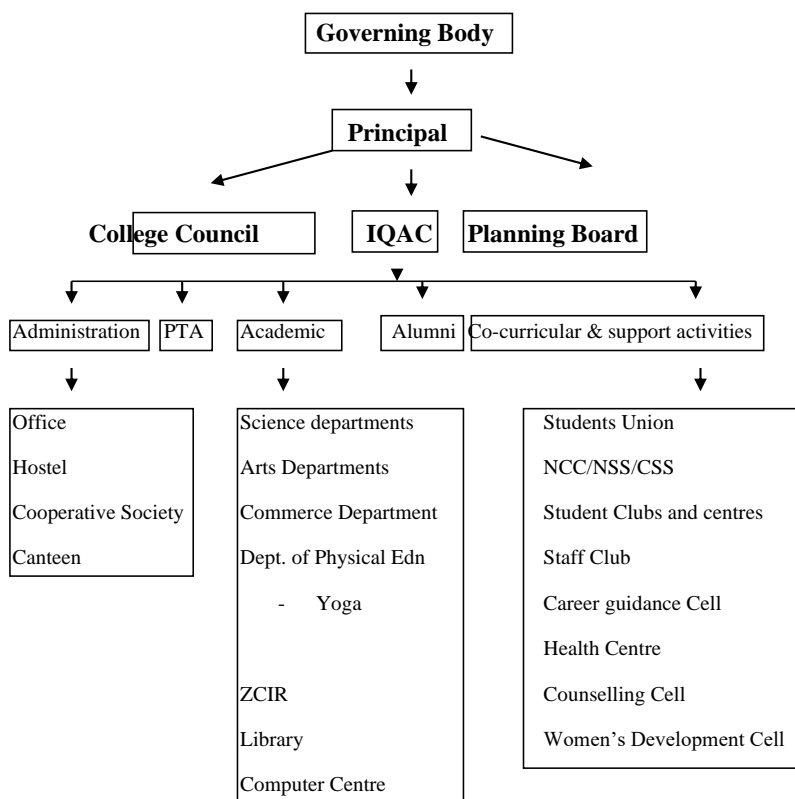 Governing Body
Principal
College Council
IQAC
Planning Board
Administration
PTA
Academic
Alumni
Co-curricular & support activities
Office
Hostel
Cooperative Society
Canteen
Science departments
Arts Departments
Commerce Department
Dept. of Physical Edn
- Yoga
ZCIR
Library
Computer Centre
Students Union
NCC/NSS/CSS
Student Clubs and centres
Staff Club
Career guidance Cell
Health Centre
Counselling Cell
Women’s Development Cell